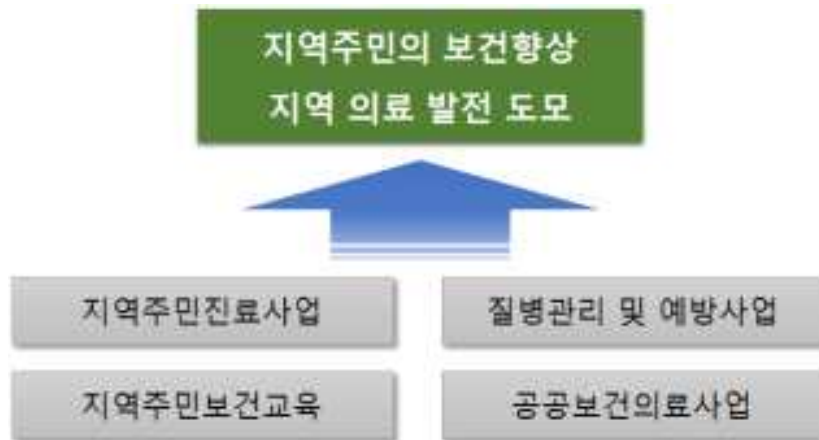 지역주민의 보건향상
지역 의료 발전 도모
지역주민진료사업
질병관리 및 예방사업
지역주민보건교육
공공보건의료사업